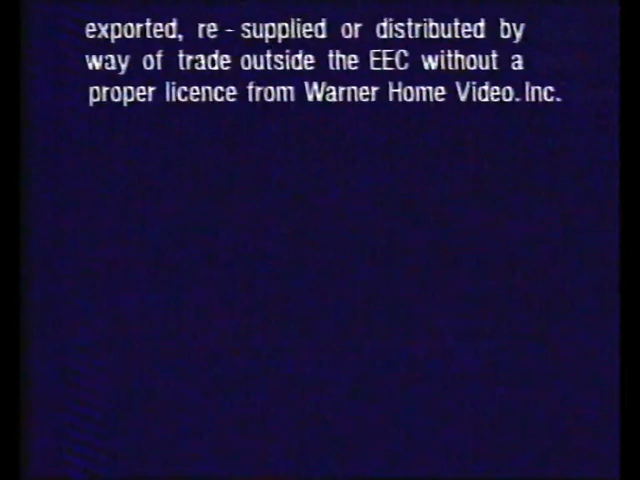 exported, re - supplied or distributed by
way of trade outside the EEC without a
proper licence from Warner Home Video. Inc.